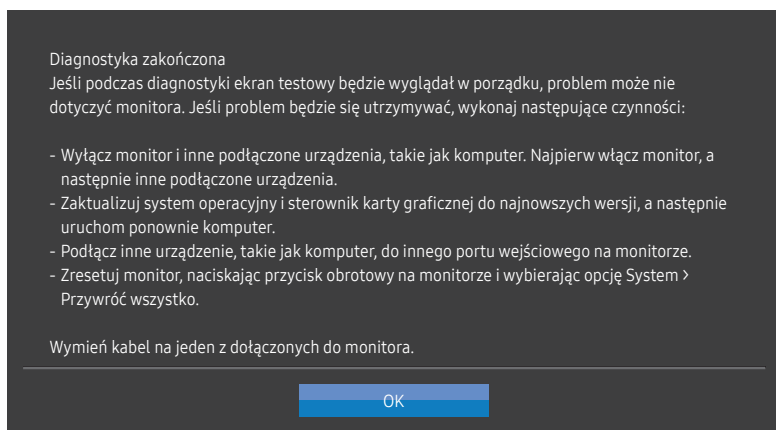 Diagnostyka zakończona
Jeśli podczas diagnostyki ekran testowy będzie wyglądał w porządku, problem może nie
dotyczyć monitora. Jeśli problem będzie się utrzymywać, wykonaj następujące czynności:
- Wyłącz monitor i inne podłączone urządzenia, takie jak komputer. Najpierw włącz monitor, a
następnie inne podłączone urządzenia.
- Zaktualizuj system operacyjny i sterownik karty graficznej do najnowszych wersji, a następnie
uruchom ponownie komputer.
- Podłącz inne urządzenie, takie jak komputer, do innego portu wejściowego na monitorze.
- Zresetuj monitor, naciskając przycisk obrotowy na monitorze i wybierając opcję System >
Przywróć wszystko.
Wymień kabel na jeden z dołączonych do monitora.
OK